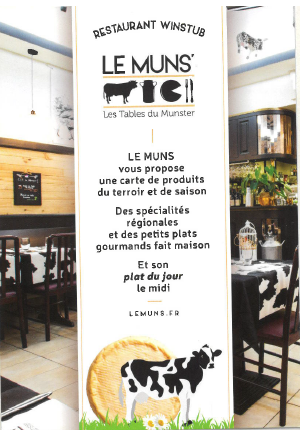 RESTAURANT WINSTUB
LE MUNS'
Les Tables du Munster
LE MUNS
vous propose
une carte de produits
du terroir et de saison
Des spécialités
régionales
et des petits plats
gourmands fait maison
Et son
plat du jour
le midi
LEMUNS.FR